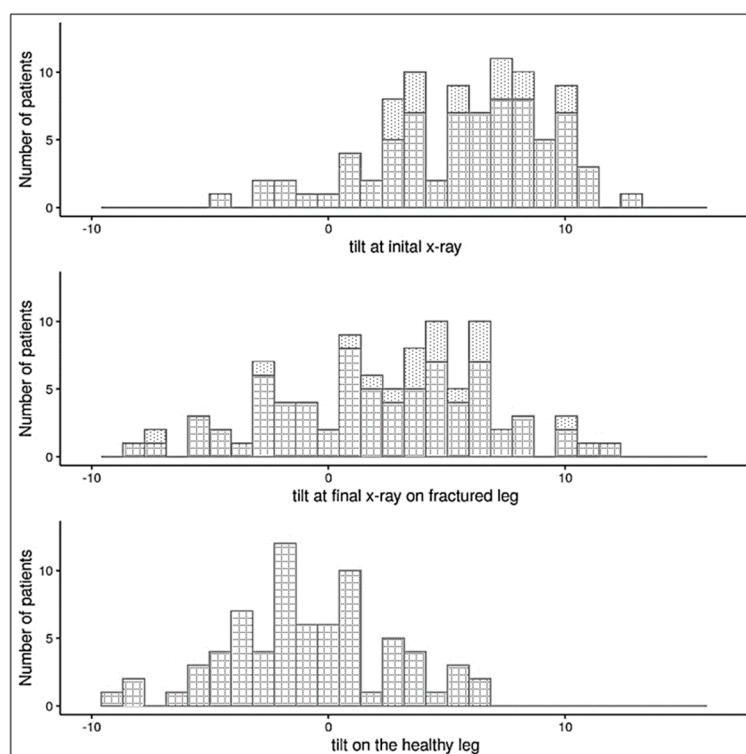 Number of patients
10
5
0
-10 0 10
tilt at inital x-ray
Number of patients
10
5
0
-10 0 10
tilt at final x-ray on fractured leg
Number of patients
10
5
0
-10 0 10
tilt on the healthy leg